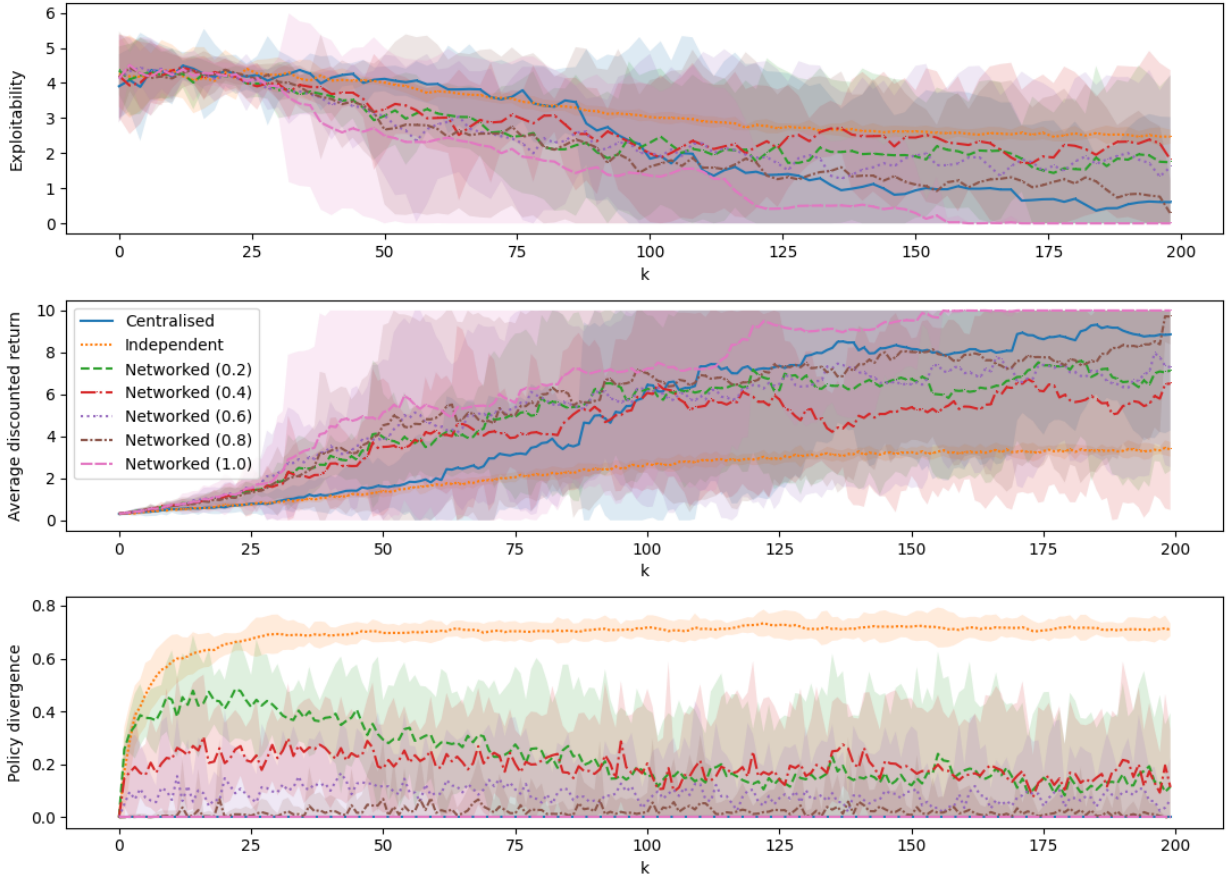 6
5
4
3
2
1
0
Exploitability
0 25 50 75 100 125 150 175 200
k
10
8
6
4
2
0
Average discounted return
Centralised
Independent
Networked (0.2)
Networked (0.4)
Networked (0.6)
Networked (0.8)
Networked (1.0)
0 25 50 75 100 125 150 175 200
k
0.8
0.6
0.4
0.2
0.0
Policy divergence
0 25 50 75 100 125 150 175 200
k